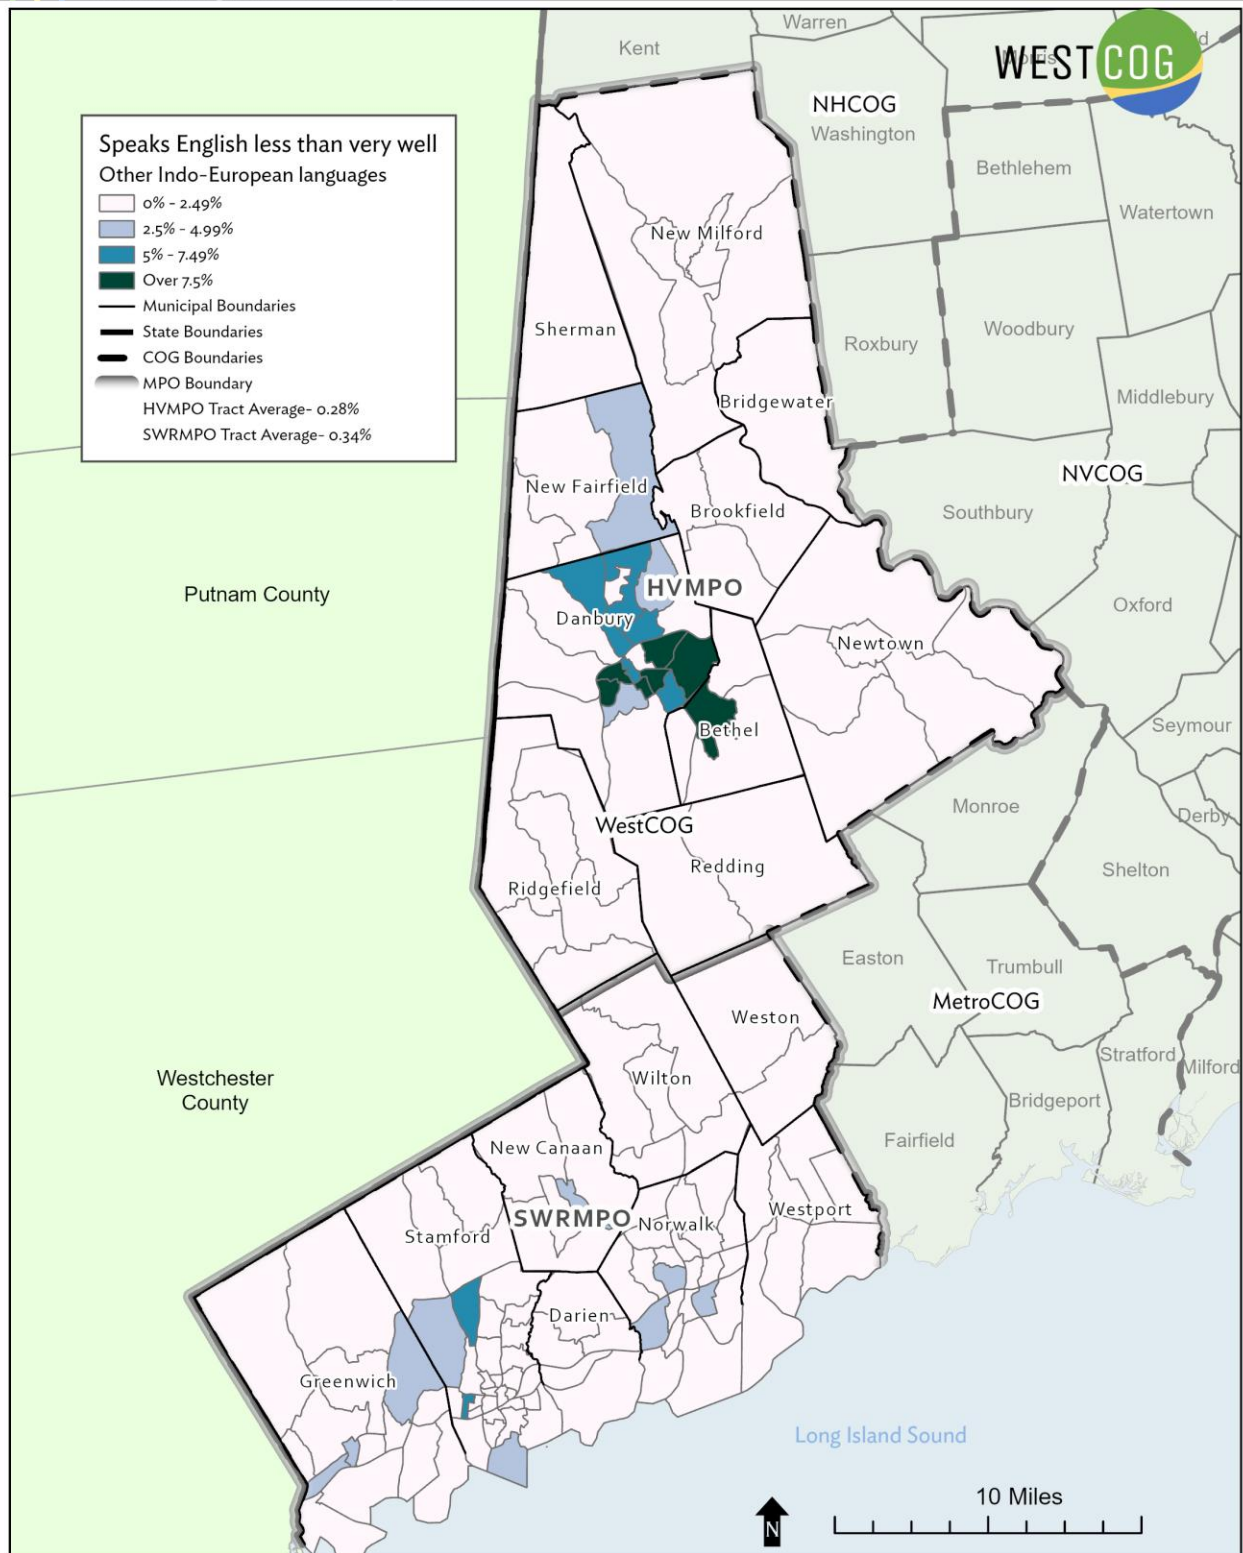 Warren
Kent
Morris
WESTCOG
NHCOG
Washington
Bethlehem
Watertown
Speaks English less than very well
Other Indo-European languages
0% - 2.49%
2.5% - 4.99%
5% - 7.49%
Over 7.5%
Municipal Boundaries
State Boundaries
COG Boundaries
MPO Boundary
HVMPO Tract Average- 0.28%
SWRMPO Tract Average- 0.34%
New Milford
Sherman
Roxbury
Woodbury
Bridgewater
Middlebury
New Fairfield
Brookfield
NVCOG
Southbury
Putnam County
HVMPO
Danbury
Oxford
Newtown
Bethel
Seymour
Monroe
Derby
WestCOG
Redding
Ridgefield
Shelton
Easton
Trumbull
MetroCOG
Weston
Westchester
County
Wilton
Stratford
Milford
Bridgeport
Fairfield
New Canaan
SWRMPO
Norwalk
Westport
Stamford
Darien
Greenwich
Long Island Sound
10 Miles
N